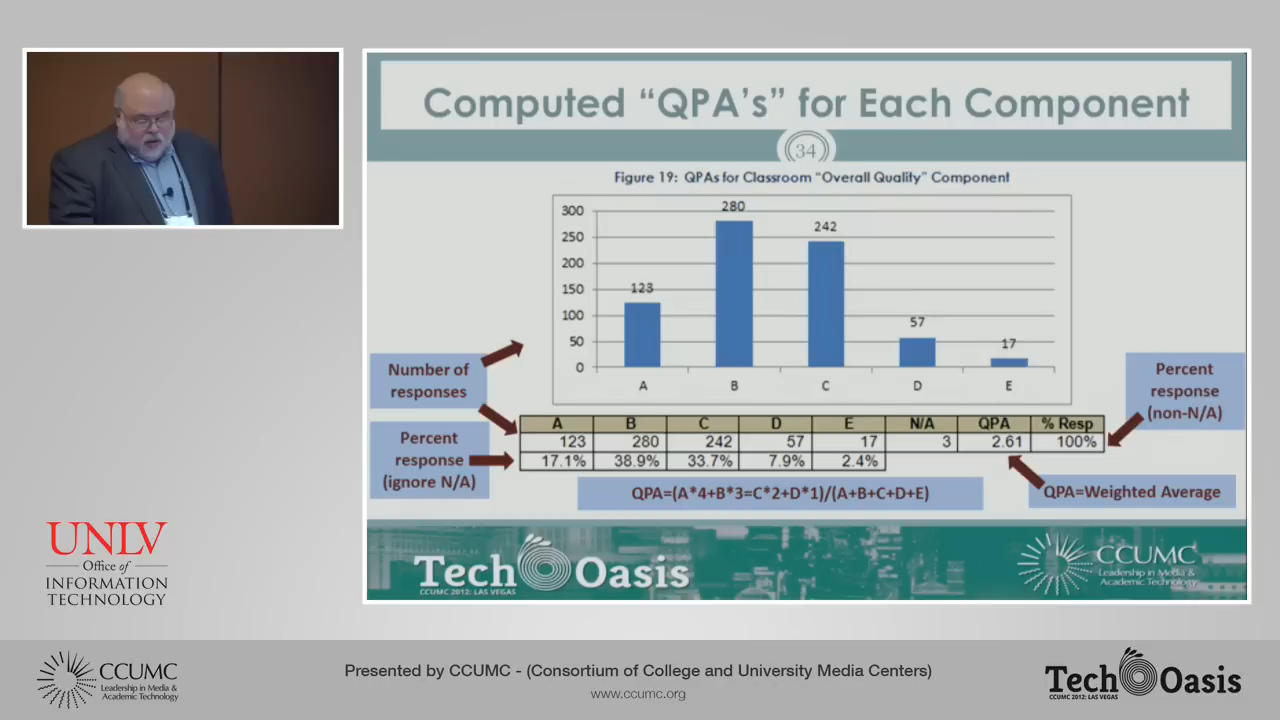 Computed “QPA’s” for Each Component
34
Figure 19: QPAs for Classroom “Overall Quality” Component
300
250
200
150
100
50
0
123
280
242
57
17
A B C D E
Number of
responses
Percent
response
(ignore N/A)
Percent
response
(non-N/A)
A B C D E N/A QPA % Resp
123 280 242 57 17 3 2.61 100%
17.1% 38.9% 33.7% 7.9% 2.4%
QPA=(A*4+B*3=C*2+D*1)/(A+B+C+D+E)
QPA=Weighted Average
UNLV
Office of
INFORMATION
TECHNOLOGY
Tech Oasis
CCUMC 2012: LAS VEGAS
CCUMC
Leadership in Media &
Academic Technology
CCUMC
Leadership in Media &
Academic Technology
Presented by CCUMC - (Consortium of College and University Media Centers)
www.ccumc.org
Tech Oasis
CCUMC 2012: LAS VEGAS